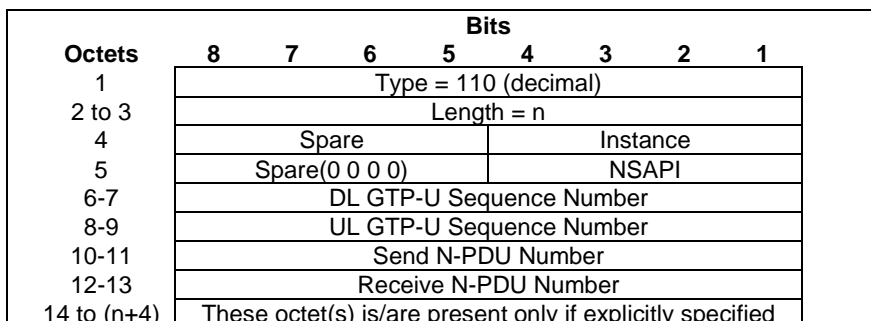 Bits
Octets 8 7 6 5 4 3 2 1
1 Type = 110 (decimal)
2 to 3 Length = n
4 Spare Instance
5 Spare(0 0 0 0) NSAPI
6-7 DL GTP-U Sequence Number
8-9 UL GTP-U Sequence Number
10-11 Send N-PDU Number
12-13 Receive N-PDU Number
14 to (n+4) These octet(s) is/are present only if explicitly specified